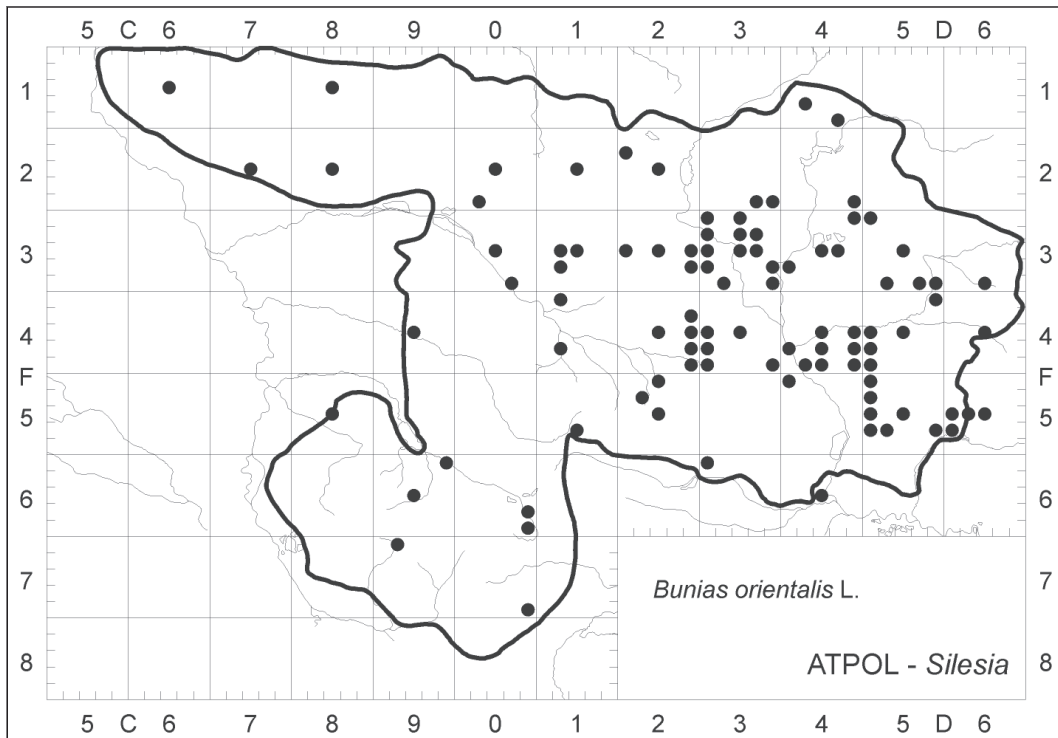 5 C 6 7 8 9 0 1 2 3 4 5 D 6
1 1
2 2
3 3
4 4
F F
5 5
6 6
7 Bunias orientalis L. 7
8 ATPOL - Silesia 8
5 C 6 7 8 9 0 1 2 3 4 5 D 6